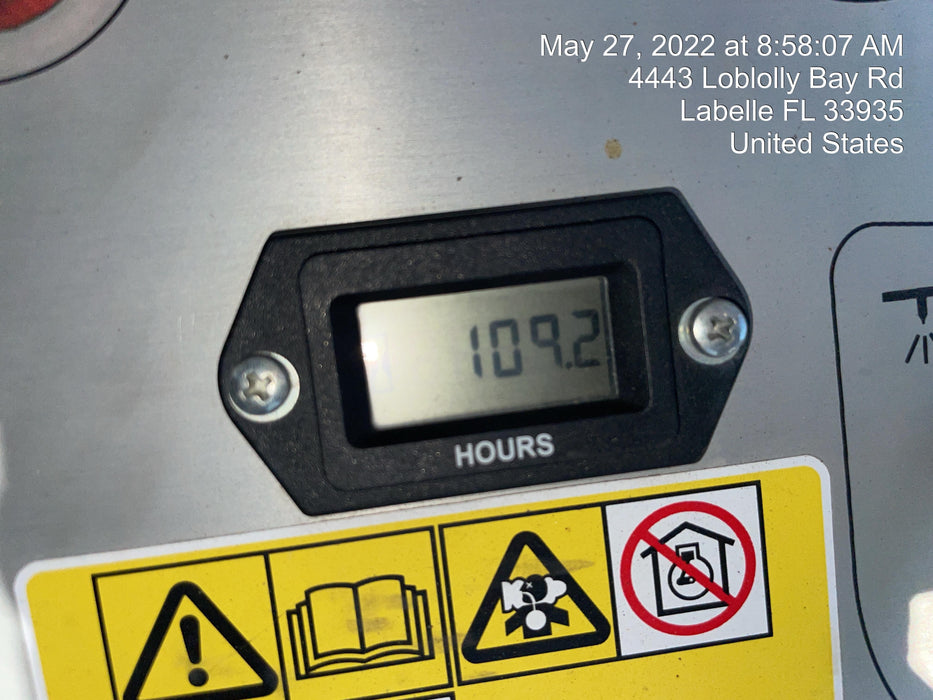 May 27, 2022 at 8:58:07 AM
4443 Loblolly Bay Rd
Labelle FL 33935
United States
109.2
HOURS